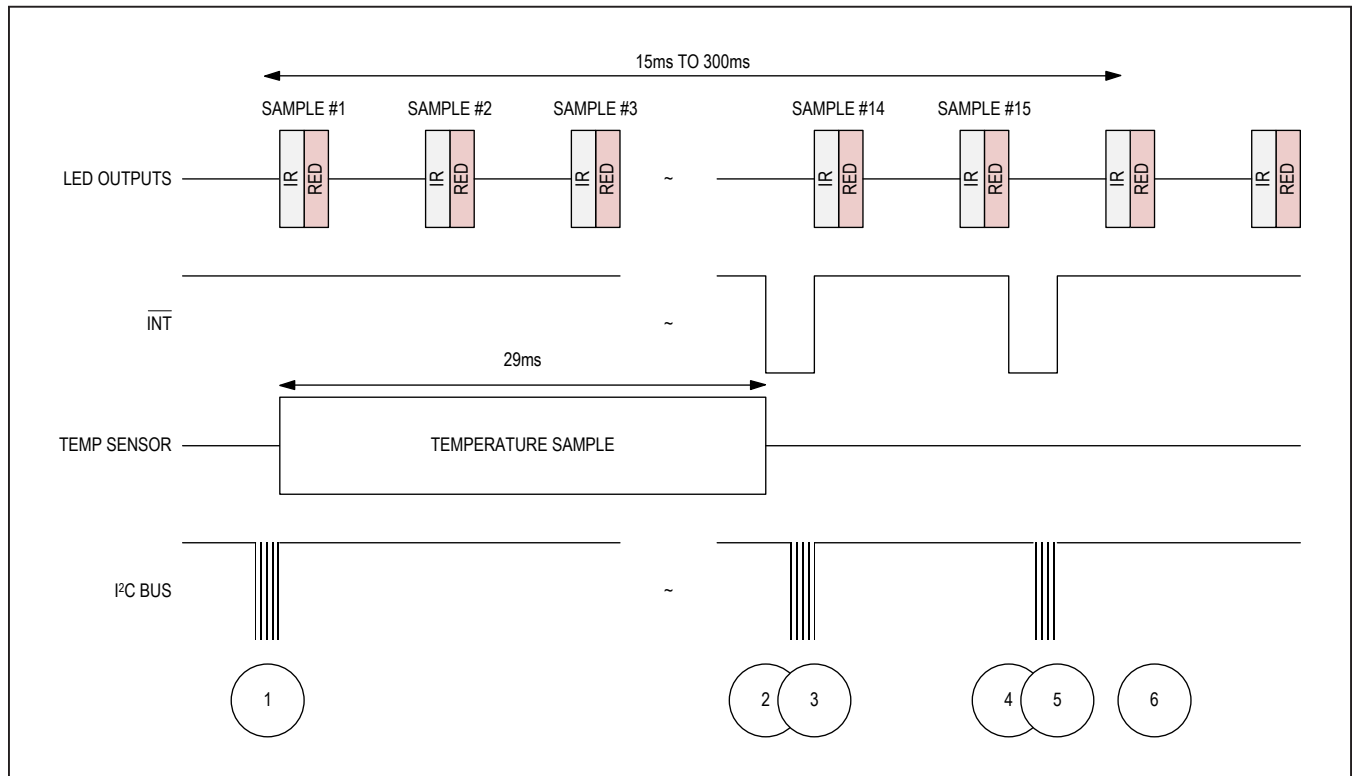 15ms TO 300ms
SAMPLE #1 SAMPLE #2 SAMPLE #3 SAMPLE #14 SAMPLE #15
LED OUTPUTS
IR RED IR RED IR RED ~ IR RED IR RED IR RED IR RED
INT
~
29ms
TEMP SENSOR
TEMPERATURE SAMPLE
I²C BUS
~
1 2 3 4 5 6